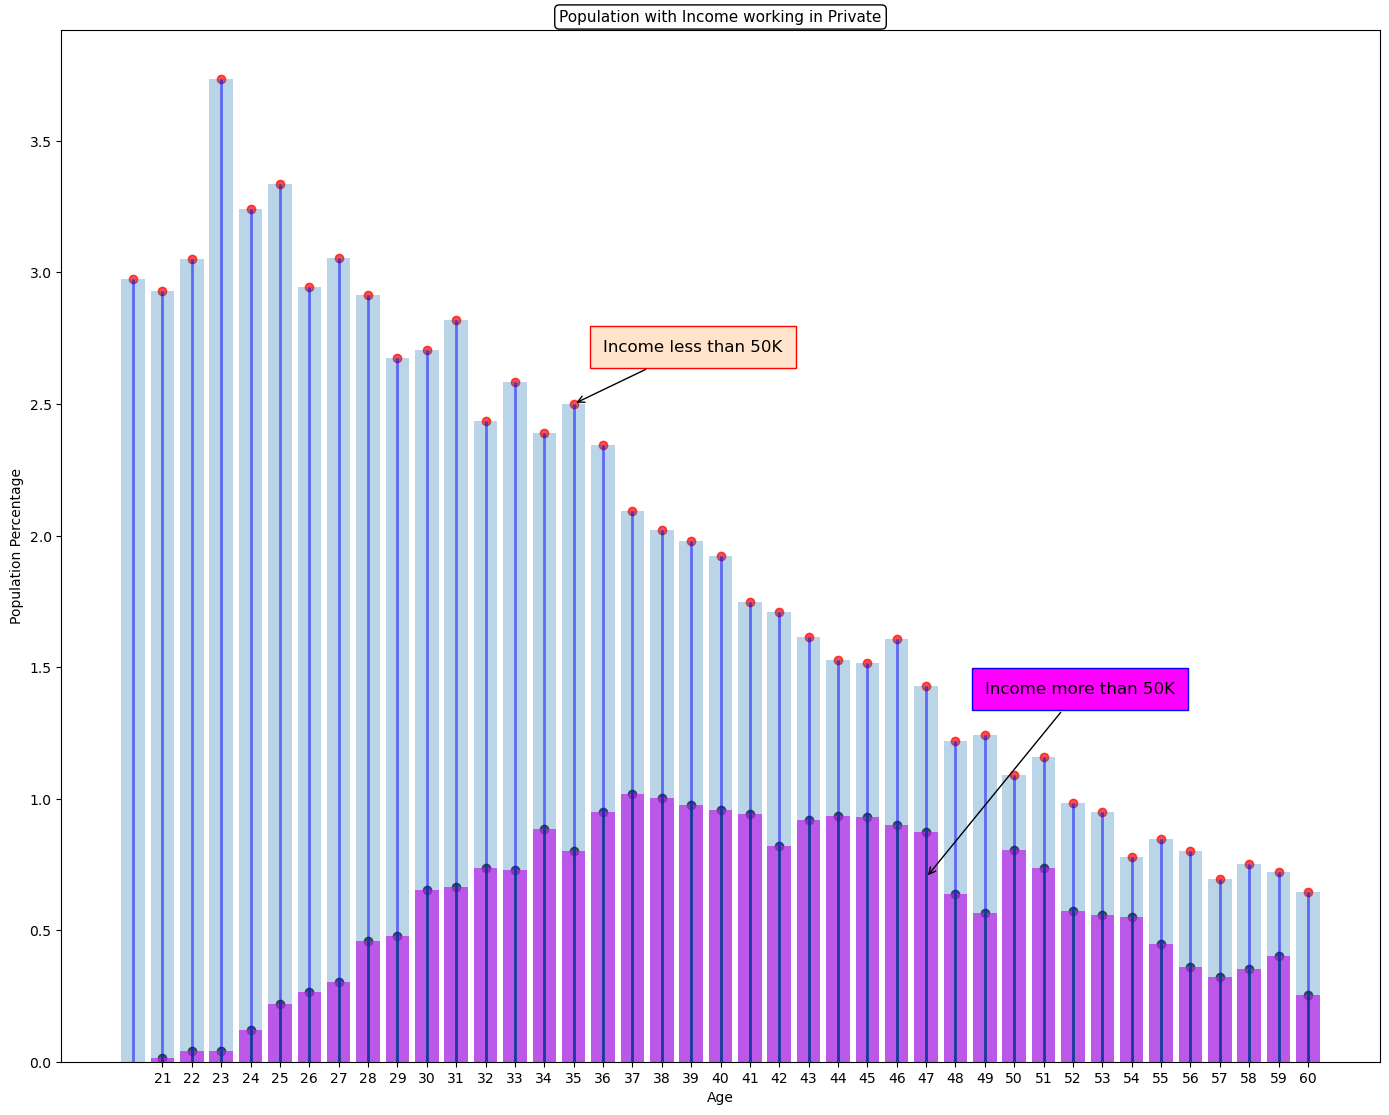 Population with Income working in Private
3.5
3.0
2.5
2.0
1.5
1.0
0.5
0.0
Population Percentage
Income less than 50K
Income more than 50K
21 22 23 24 25 26 27 28 29 30 31 32 33 34 35 36 37 38 39 40 41 42 43 44 45 46 47 48 49 50 51 52 53 54 55 56 57 58 59 60
Age